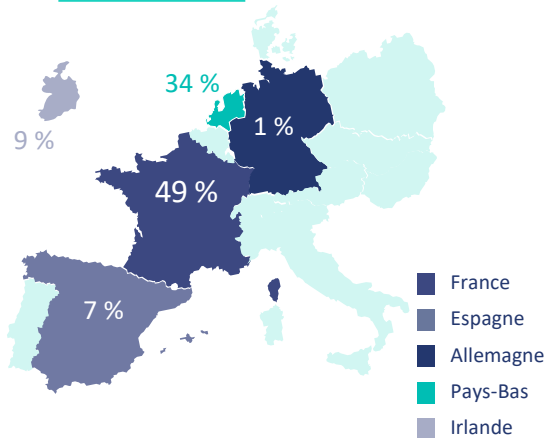 34 %
9 %
1 %
49 %
7 %
France
Espagne
Allemagne
Pays-Bas
Irlande